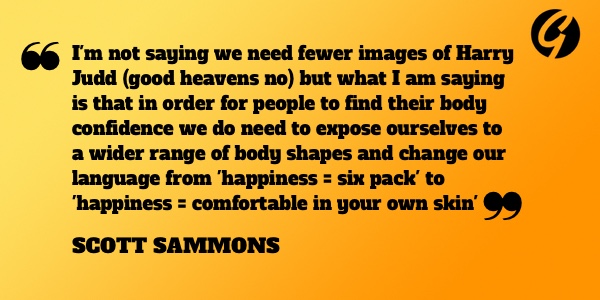 “ I'm not saying we need fewer images of Harry
Judd (good heavens no) but what I am saying
is that in order for people to find their body
confidence we do need to expose ourselves to
a wider range of body shapes and change our
language from 'happiness = six pack' to
'happiness = comfortable in your own skin' ”
SCOTT SAMMONS